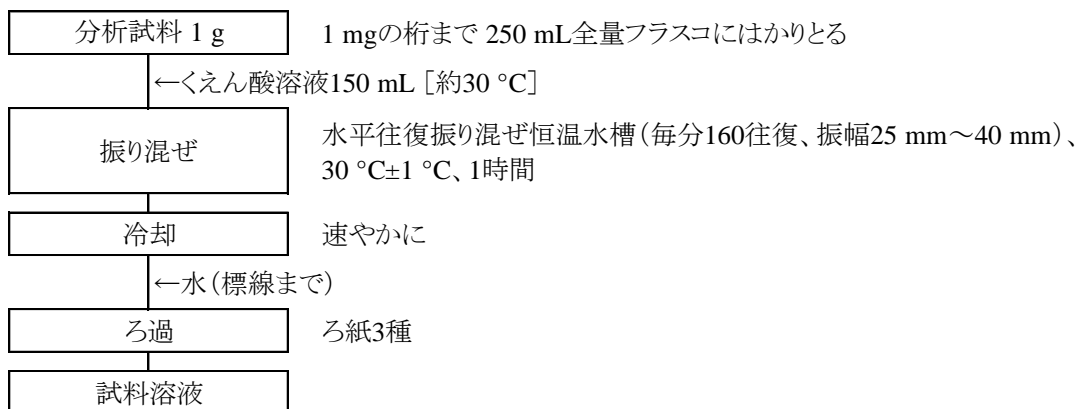 分析試料 1 g
1 mgの桁まで 250 mL全量フラスコにはかりとる
←くえん酸溶液150 mL [約30 °C]
振り混ぜ
水平往復振り混ぜ恒温水槽(毎分160往復、振幅25 mm～40 mm)、
30 °C±1 °C、1時間
冷却
速やかに
←水(標線まで)
ろ過
ろ紙3種
試料溶液